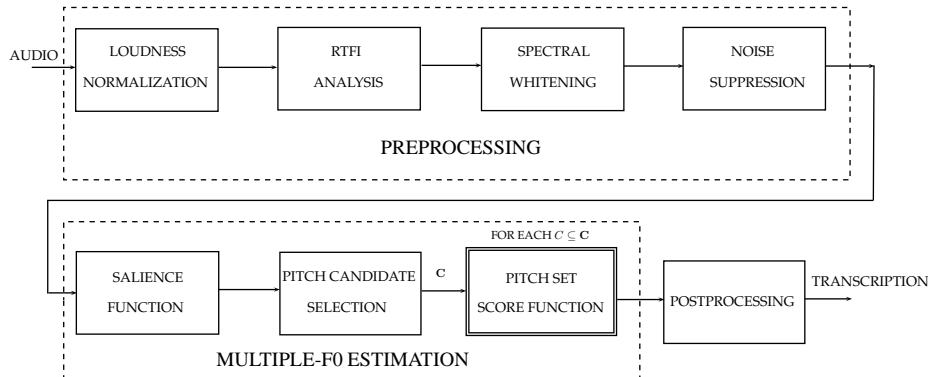 AUDIO
LOUDNESS
NORMALIZATION
RTFI
ANALYSIS
SPECTRAL
WHITENING
NOISE
SUPPRESSION
PREPROCESSING
FOR EACH C ⊆ C
SALIENCE
FUNCTION
PITCH CANDIDATE
SELECTION
C
PITCH SET
SCORE FUNCTION
POSTPROCESSING
TRANSCRIPTION
MULTIPLE-F0 ESTIMATION